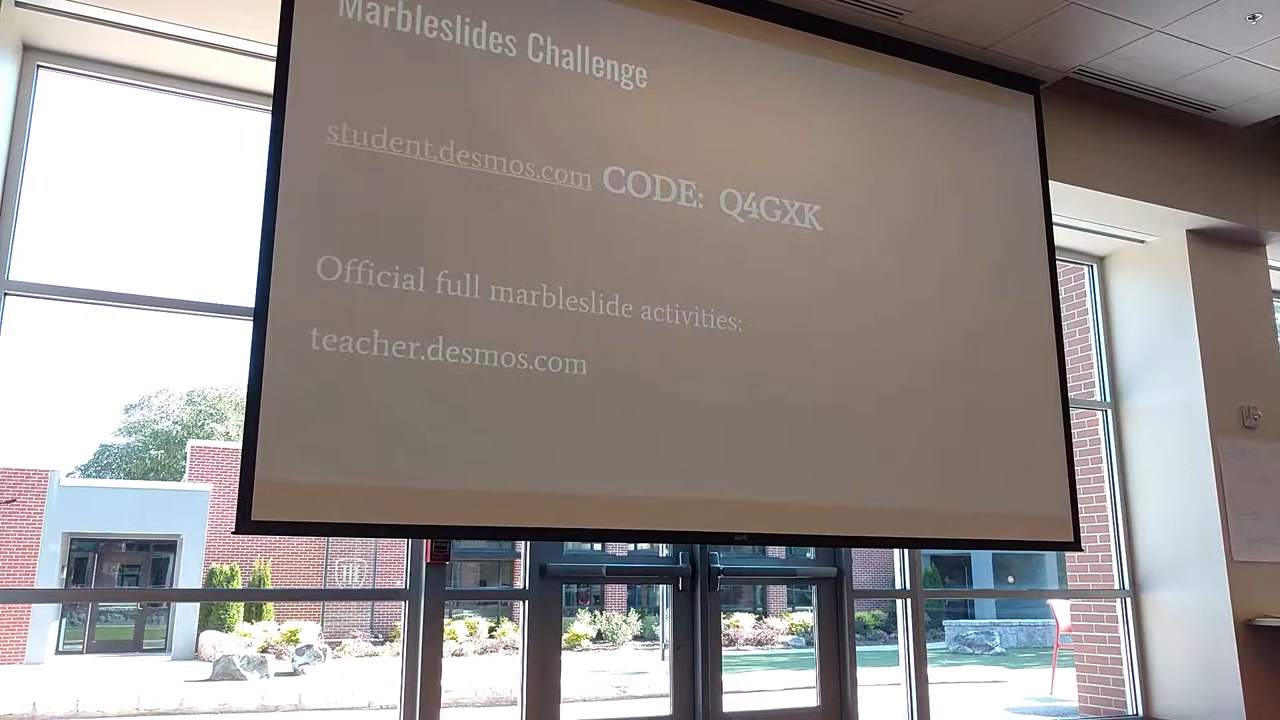 Marbleslides Challenge
student.desmos.com CODE: Q4GXK
Official full marbleslide activities:
teacher.desmos.com